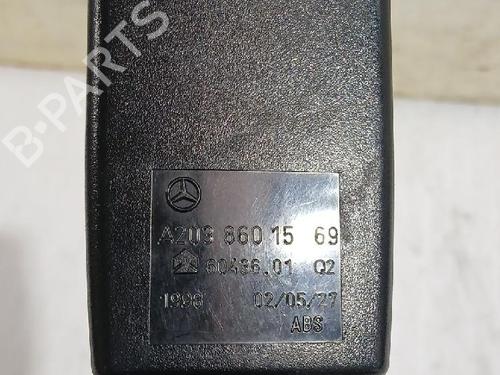 B-PARTS
A209 860 15 69
60436.01 Q2
1996 02/05/27
ABS